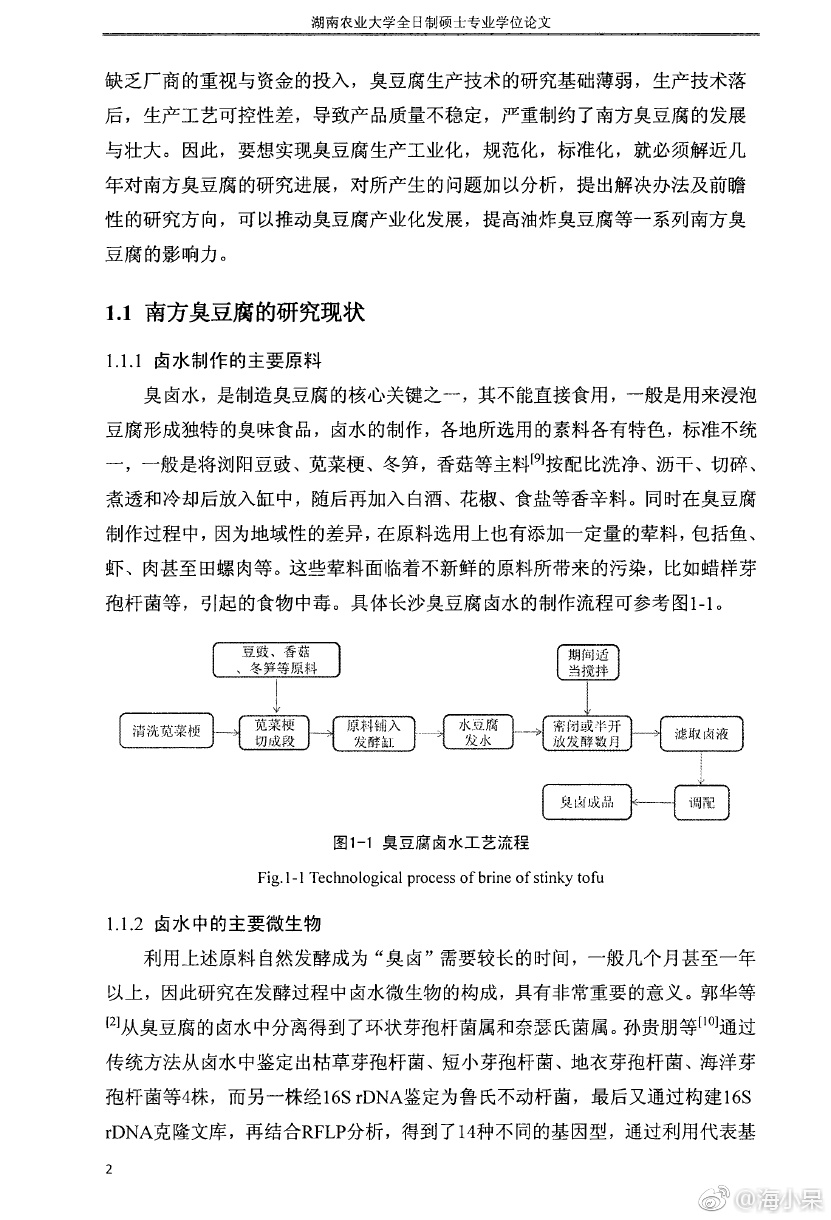 湖南农业大学全日制硕士专业学位论文
缺乏厂商的重视与资金的投入，臭豆腐生产技术的研究基础薄弱，生产技术落
后，生产工艺可控性差，导致产品质量不稳定，严重制约了南方臭豆腐的发展
与壮大。因此，要想实现臭豆腐生产工业化，规范化，标准化，就必须解近几
年对南方臭豆腐的研究进展，对所产生的问题加以分析，提出解决办法及前瞻
性的研究方向，可以推动臭豆腐产业化发展，提高油炸臭豆腐等一系列南方臭
豆腐的影响力。
1.1 南方臭豆腐的研究现状
1.1.1 卤水制作的主要原料
臭卤水，是制造臭豆腐的核心关键之一，其不能直接食用，一般是用来浸泡
豆腐形成独特的臭味食品，卤水的制作，各地所选用的素料各有特色，标准不统
一，一般是将浏阳豆豉、苋菜梗、冬笋，香菇等主料[9]按配比洗净、沥干、切碎、
煮透和冷却后放入缸中，随后再加入白酒、花椒、食盐等香辛料。同时在臭豆腐
制作过程中，因为地域性的差异，在原料选用上也有添加一定量的荤料，包括鱼、
虾、肉甚至田螺肉等。这些荤料面临着不新鲜的原料所带来的污染，比如蜡样芽
孢杆菌等，引起的食物中毒。具体长沙臭豆腐卤水的制作流程可参考图1-1。
豆豉、香菇
、冬笋等原料
期间适
当搅拌
清洗苋菜梗
苋菜梗
切成段
原料铺入
发酵缸
水豆腐
发水
密闭或半开
放发酵数月
滤取卤液
臭卤成品
调配
图1-1 臭豆腐卤水工艺流程
Fig.1-1 Technological process of brine of stinky tofu
1.1.2 卤水中的主要微生物
利用上述原料自然发酵成为“臭卤”需要较长的时间，一般几个月甚至一年
以上，因此研究在发酵过程中卤水微生物的构成，具有非常重要的意义。郭华等
[2]从臭豆腐的卤水中分离得到了环状芽孢杆菌属和奈瑟氏菌属。孙贵朋等[10]通过
传统方法从卤水中鉴定出枯草芽孢杆菌、短小芽孢杆菌、地衣芽孢杆菌、海洋芽
孢杆菌等4株，而另一株经16S rDNA鉴定为鲁氏不动杆菌，最后又通过构建16S
rDNA克隆文库，再结合RFLP分析，得到了14种不同的基因型，通过利用代表基
2
@海小呆